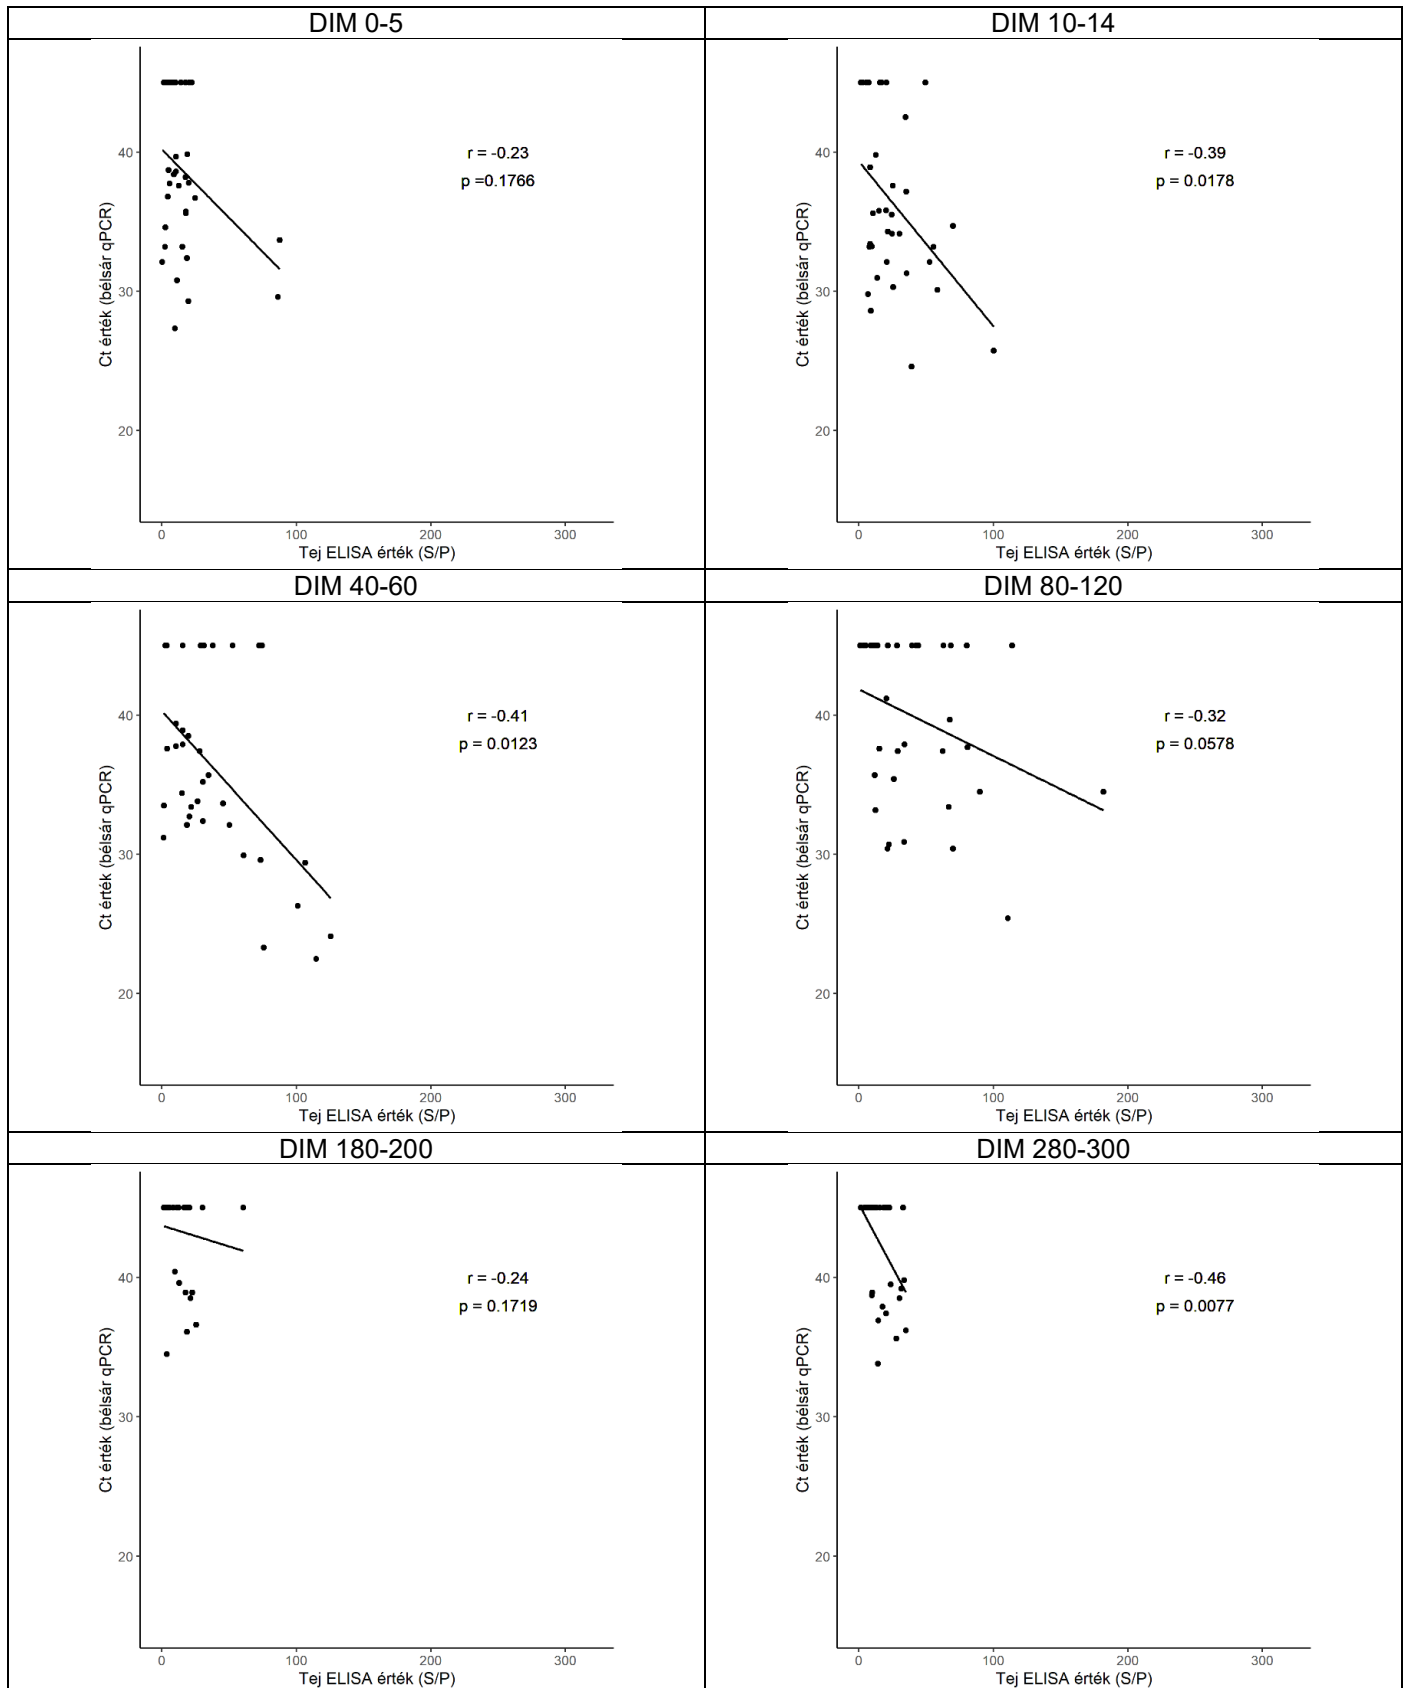 DIM 0-5
40
30
20
0 100 200 300
Ct érték (bélsár qPCR)
Tej ELISA érték (S/P)
r = -0.23
p =0.1766
DIM 10-14
40
30
20
0 100 200 300
Ct érték (bélsár qPCR)
Tej ELISA érték (S/P)
r = -0.39
p = 0.0178
DIM 40-60
40
30
20
0 100 200 300
Ct érték (bélsár qPCR)
Tej ELISA érték (S/P)
r = -0.41
p = 0.0123
DIM 80-120
40
30
20
0 100 200 300
Ct érték (bélsár qPCR)
Tej ELISA érték (S/P)
r = -0.32
p = 0.0578
DIM 180-200
40
30
20
0 100 200 300
Ct érték (bélsár qPCR)
Tej ELISA érték (S/P)
r = -0.24
p = 0.1719
DIM 280-300
40
30
20
0 100 200 300
Ct érték (bélsár qPCR)
Tej ELISA érték (S/P)
r = -0.46
p = 0.0077